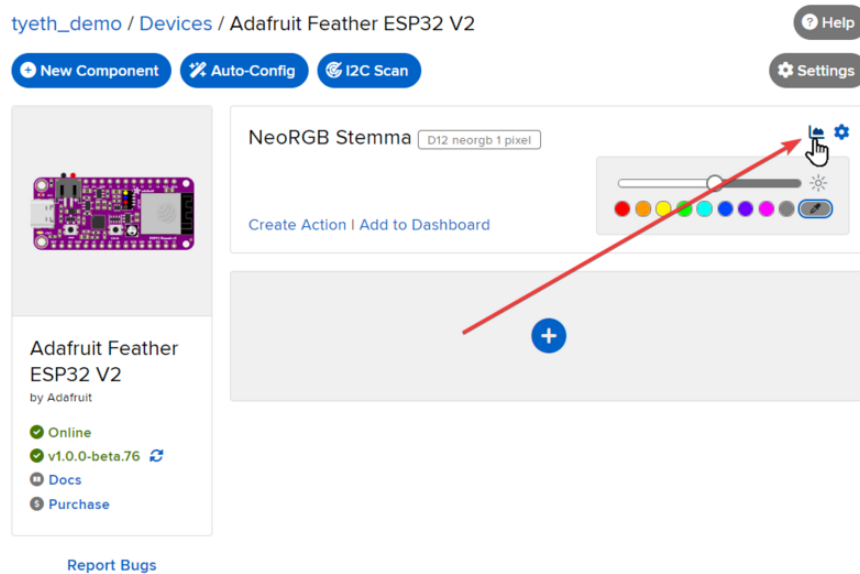 tyeth_demo / Devices / Adafruit Feather ESP32 V2
Help
New Component
Auto-Config
I2C Scan
Settings
NeoRGB Stemma
D12 neorgb 1 pixel
Create Action | Add to Dashboard
Adafruit Feather
ESP32 V2
by Adafruit
Online
v1.0.0-beta.76
Docs
Purchase
Report Bugs